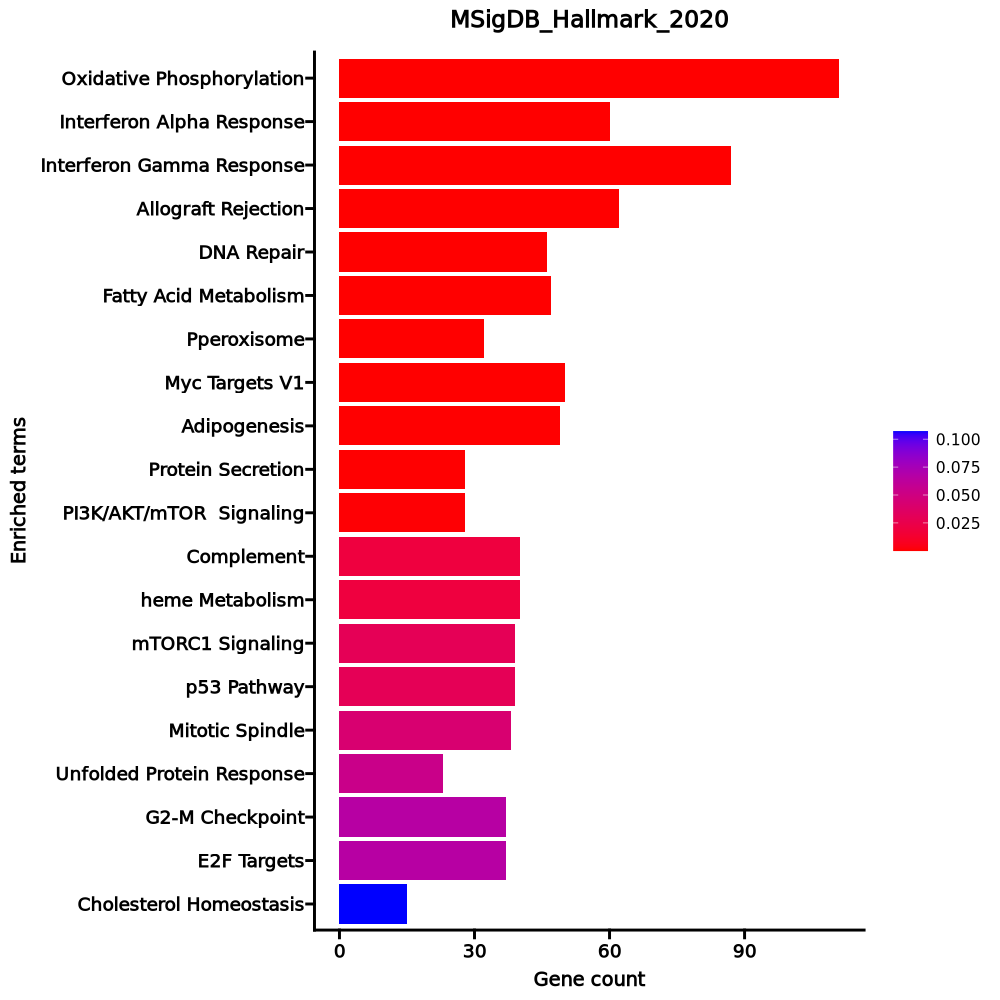 MSigDB_Hallmark_2020
Oxidative Phosphorylation
Interferon Alpha Response
Interferon Gamma Response
Allograft Rejection
DNA Repair
Fatty Acid Metabolism
Pperoxisome
Myc Targets V1
Adipogenesis
Protein Secretion
PI3K/AKT/mTOR  Signaling
Complement
heme Metabolism
mTORC1 Signaling
p53 Pathway
Mitotic Spindle
Unfolded Protein Response
G2-M Checkpoint
E2F Targets
Cholesterol Homeostasis
Enriched terms
0 30 60 90
Gene count
0.100
0.075
0.050
0.025